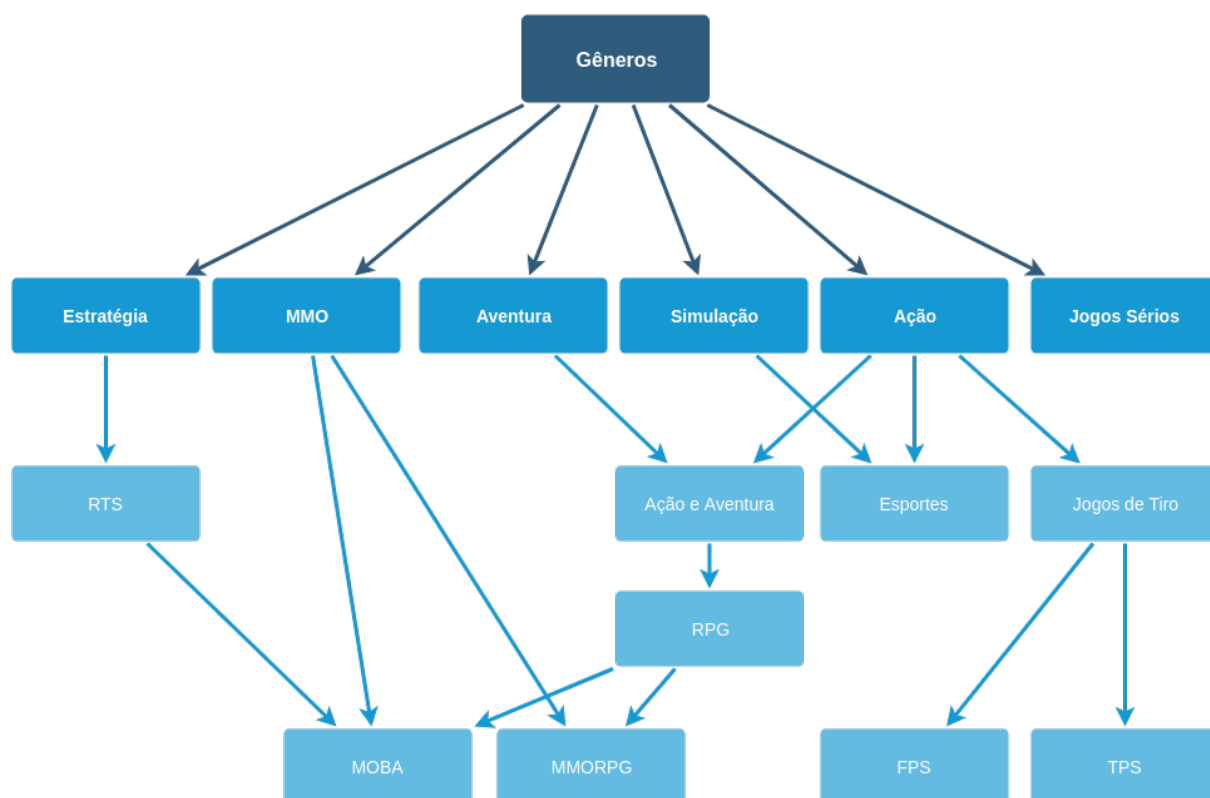 Gêneros
Estratégia
MMO
Aventura
Simulação
Ação
Jogos Sérios
RTS
Ação e Aventura
Esportes
Jogos de Tiro
RPG
MOBA
MMORPG
FPS
TPS